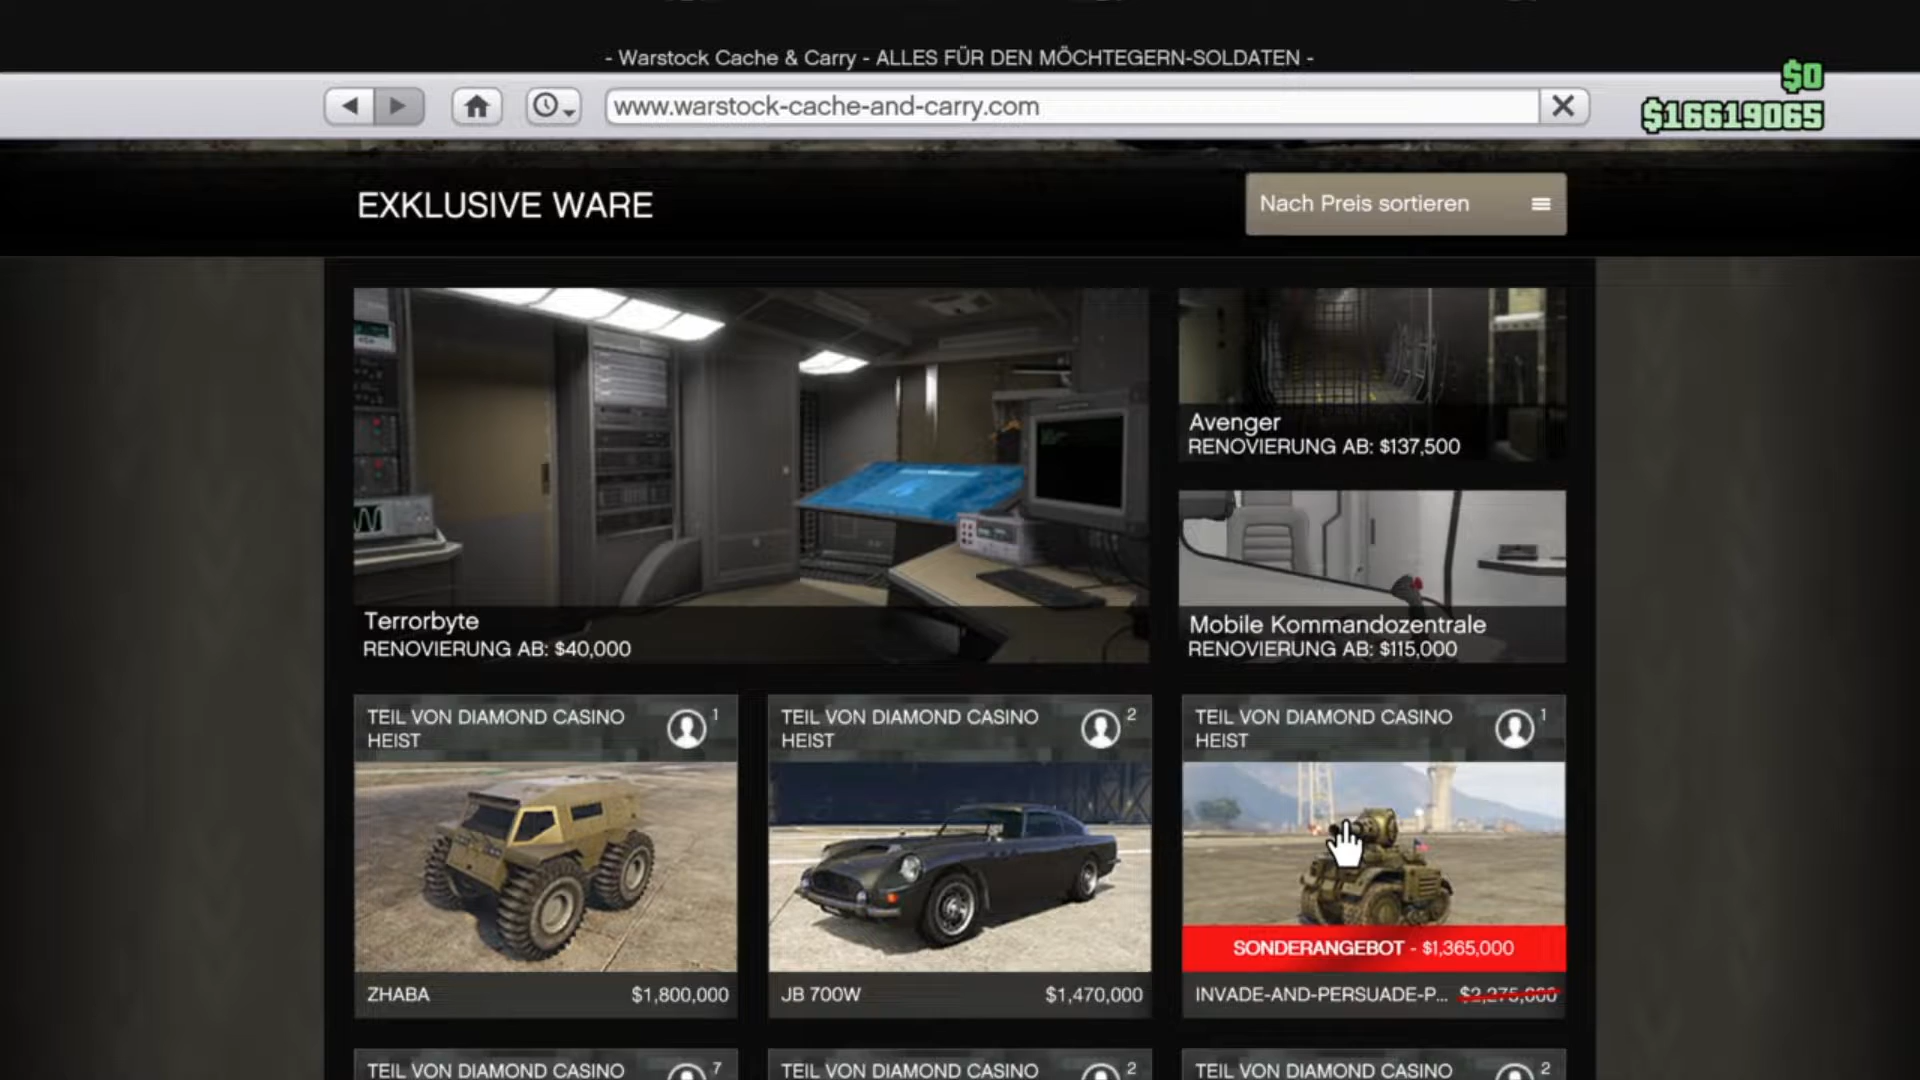 - Warstock Cache & Carry - ALLES FÜR DEN MÖCHTEGERN-SOLDATEN -
$0
www.warstock-cache-and-carry.com
$16619065
EXKLUSIVE WARE
Nach Preis sortieren
Avenger
RENOVIERUNG AB: $137,500
Terrorbyte
RENOVIERUNG AB: $40,000
Mobile Kommandozentrale
RENOVIERUNG AB: $115,000
TEIL VON DIAMOND CASINO
HEIST
1
TEIL VON DIAMOND CASINO
HEIST
2
TEIL VON DIAMOND CASINO
HEIST
1
SONDERANGEBOT - $1,365,000
ZHABA $1,800,000
JB 700W $1,470,000
INVADE-AND-PERSUADE-P... $2,275,000
TEIL VON DIAMOND CASINO 7
TEIL VON DIAMOND CASINO 2
TEIL VON DIAMOND CASINO 2